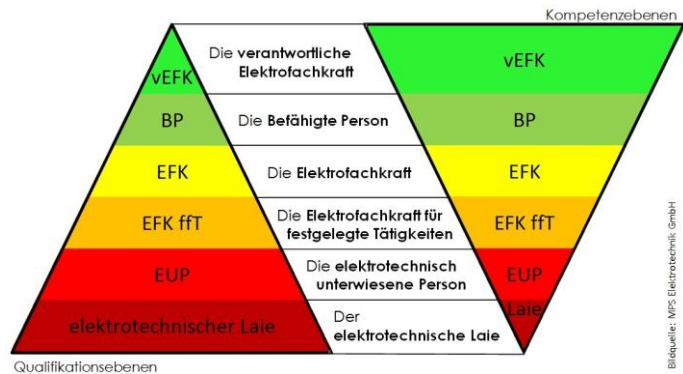 Kompetenzebenen
vEFK
Die verantwortliche
Elektrofachkraft
vEFK
BP
Die Befähigte Person
BP
EFK
Die Elektrofachkraft
EFK
EFK ffT
Die Elektrofachkraft für
festgelegte Tätigkeiten
EFK ffT
EUP
Die elektrotechnisch
unterwiesene Person
EUP
elektrotechnischer Laie
Der
elektrotechnische Laie
Laie
Qualifikationsebenen
Bildquelle: MPS Elektrotechnik GmbH